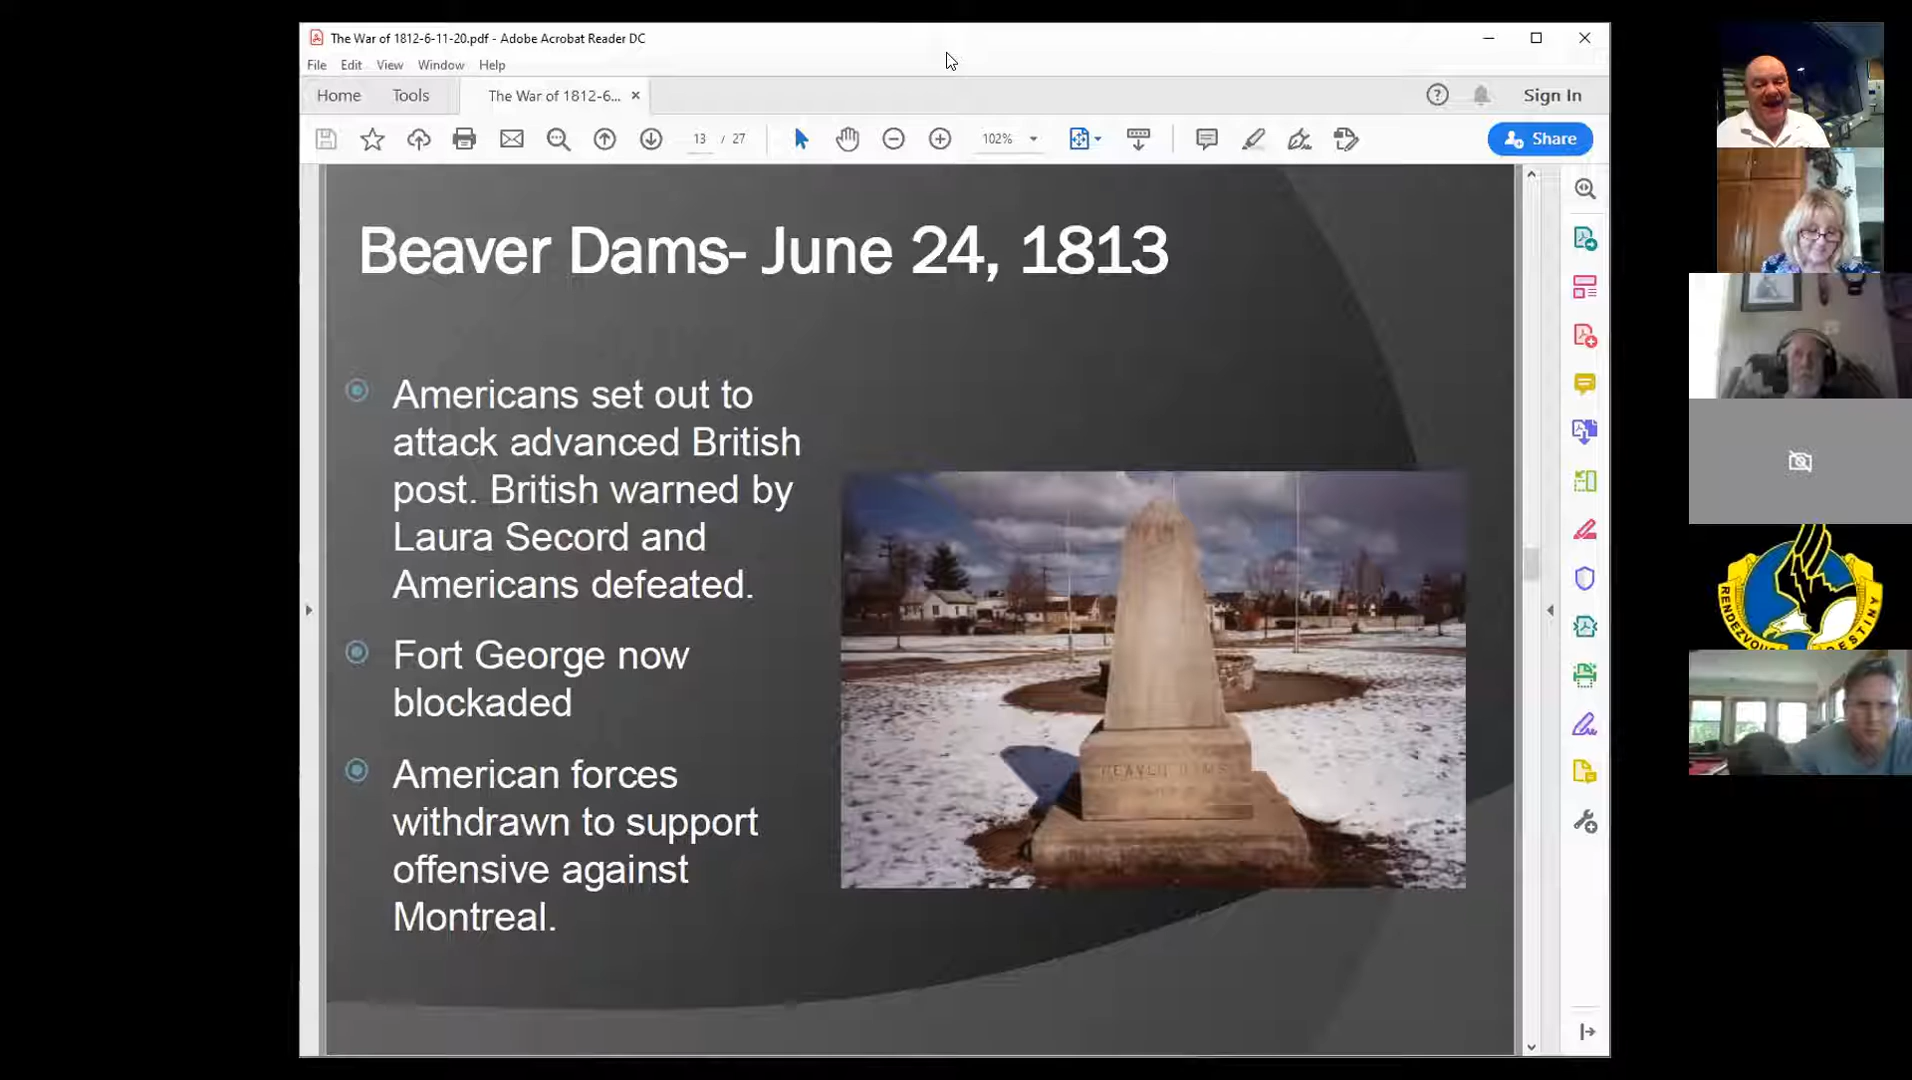 The War of 1812-6-11-20.pdf - Adobe Acrobat Reader DC
File Edit View Window Help
Home Tools The War of 1812-6... Sign In
13 / 27 102% Share
Beaver Dams- June 24, 1813
Americans set out to
attack advanced British
post. British warned by
Laura Secord and
Americans defeated.
Fort George now
blockaded
American forces
withdrawn to support
offensive against
Montreal.
BEAVER DAMS